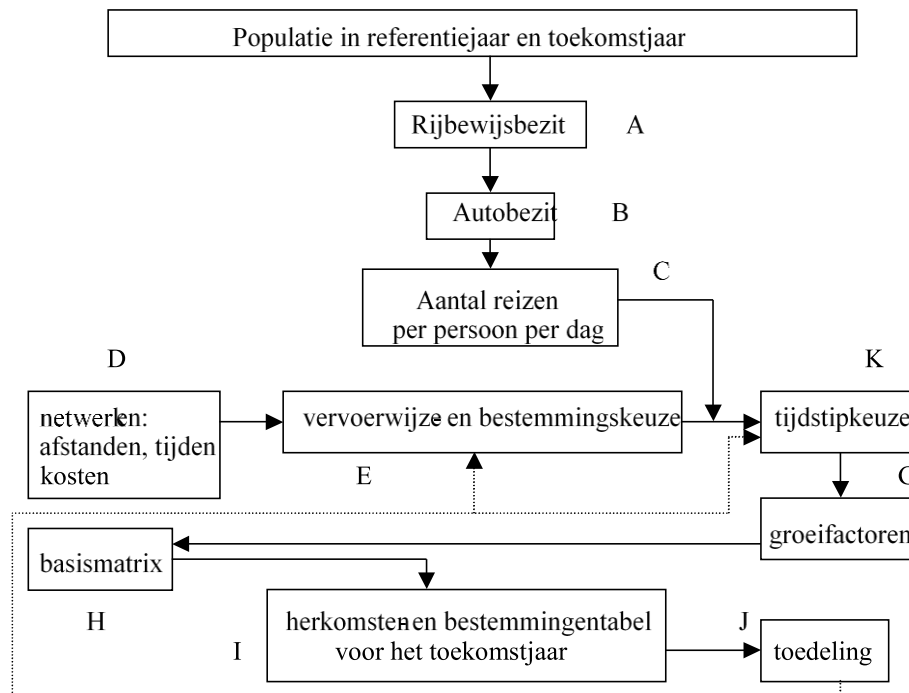 Populatie in referentiejaar en toekomstjaar
Rijbewijsbezit
A
Autobezit
B
C
Aantal reizen
per persoon per dag
D
K
netwerken:
afstanden, tijden
kosten
vervoerwijze- en bestemmingskeuze
tijdstipkeuze
E
G
groeifactoren
basismatrix
H
herkomsten- en bestemmingentabel
voor het toekomstjaar
I
J
toedeling